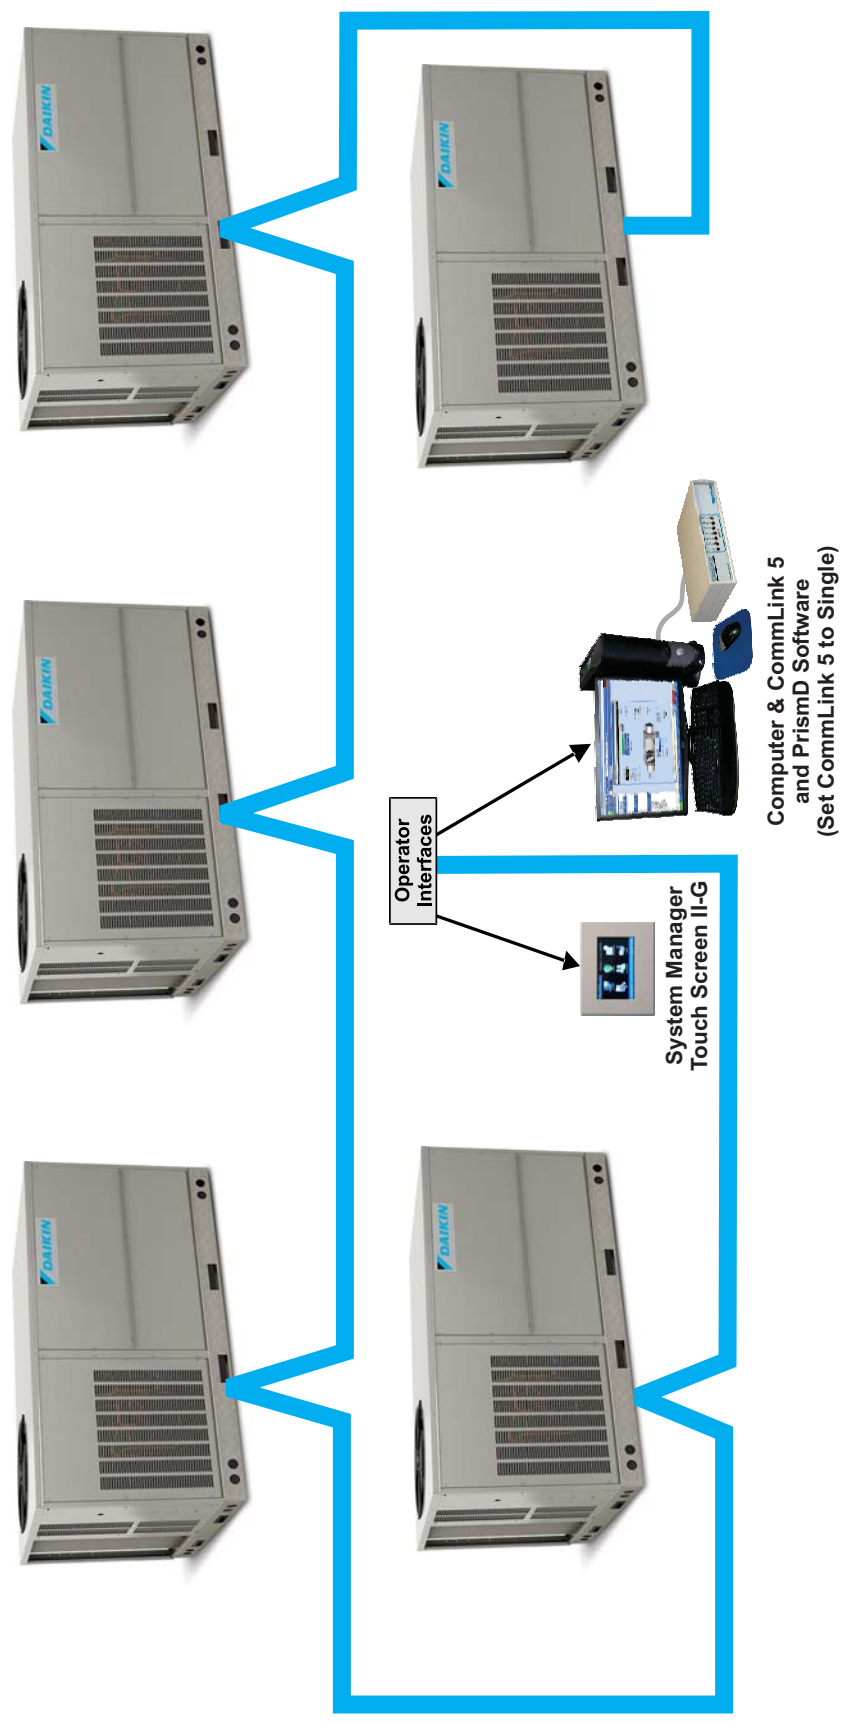 DAIKIN
DAIKIN
DAIKIN
DAIKIN
DAIKIN
Operator
Interfaces
System Manager
Touch Screen II-G
Computer & CommLink 5
and PrismD Software
(Set CommLink 5 to Single)